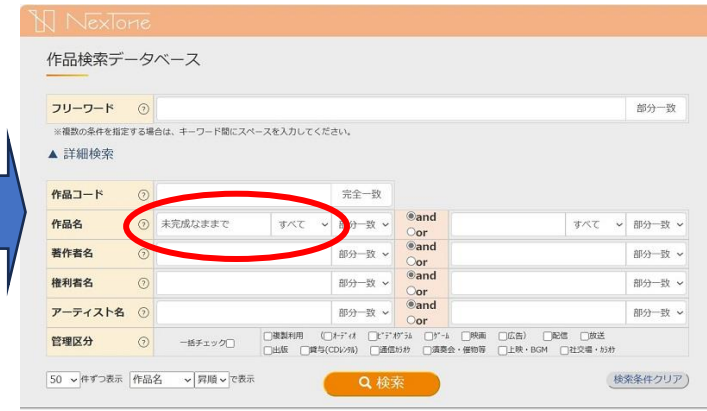 NexTone
作品検索データベース
フリーワード ? 部分一致
※複数の条件を指定する場合は、キーワード間にスペースを入力してください。
▲ 詳細検索
作品コード ? 完全一致
作品名 ? 未完成なままで すべて 部分一致 and or すべて 部分一致
著作者名 ? 部分一致 and or 部分一致
権利者名 ? 部分一致 and or 部分一致
アーティスト名 ? 部分一致 and or 部分一致
管理区分 ? 一括チェック 複製利用 (オーディオ ビデオグラム ゲーム 映画 広告) 配信 放送
出版 貸与(CDレンタル) 通信カラオケ 演奏会・催物等 上映・BGM 社交場・カラオケ
50 件ずつ表示 作品名 昇順 で表示 検索 検索条件クリア